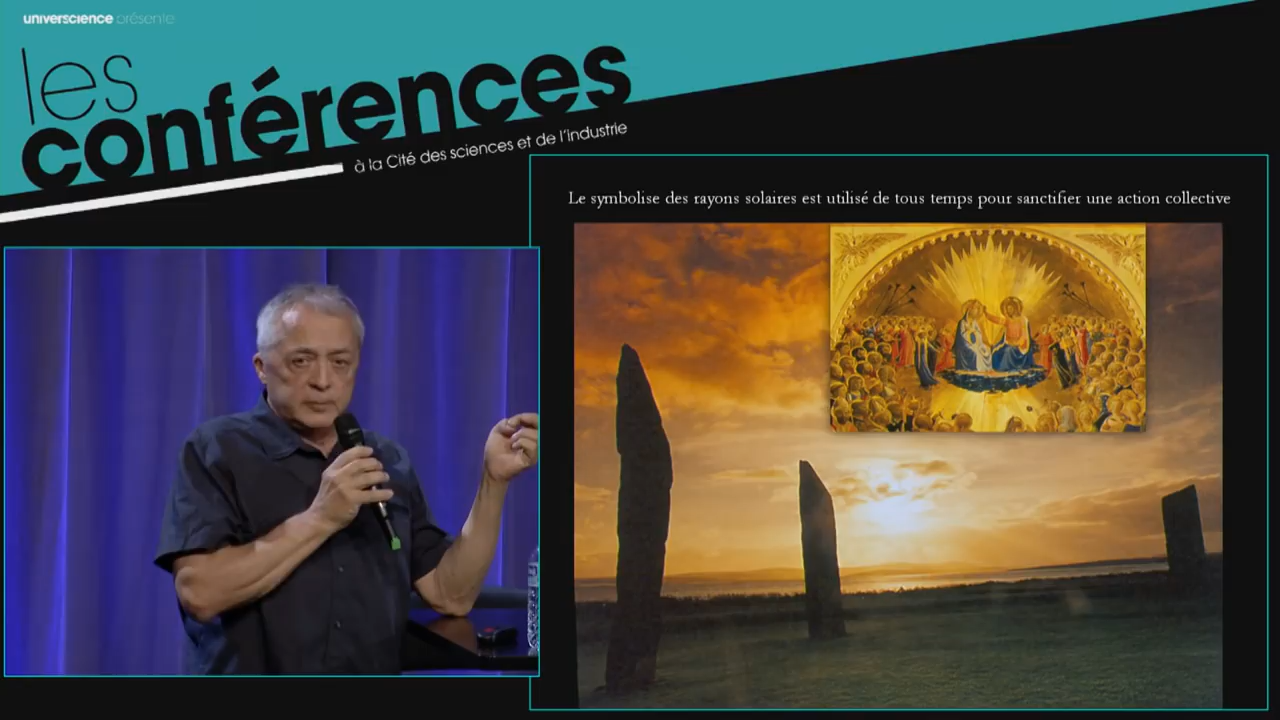 universcience présente
les
conférences
à la Cité des sciences et de l'industrie
Le symbolise des rayons solaires est utilisé de tous temps pour sanctifier une action collective